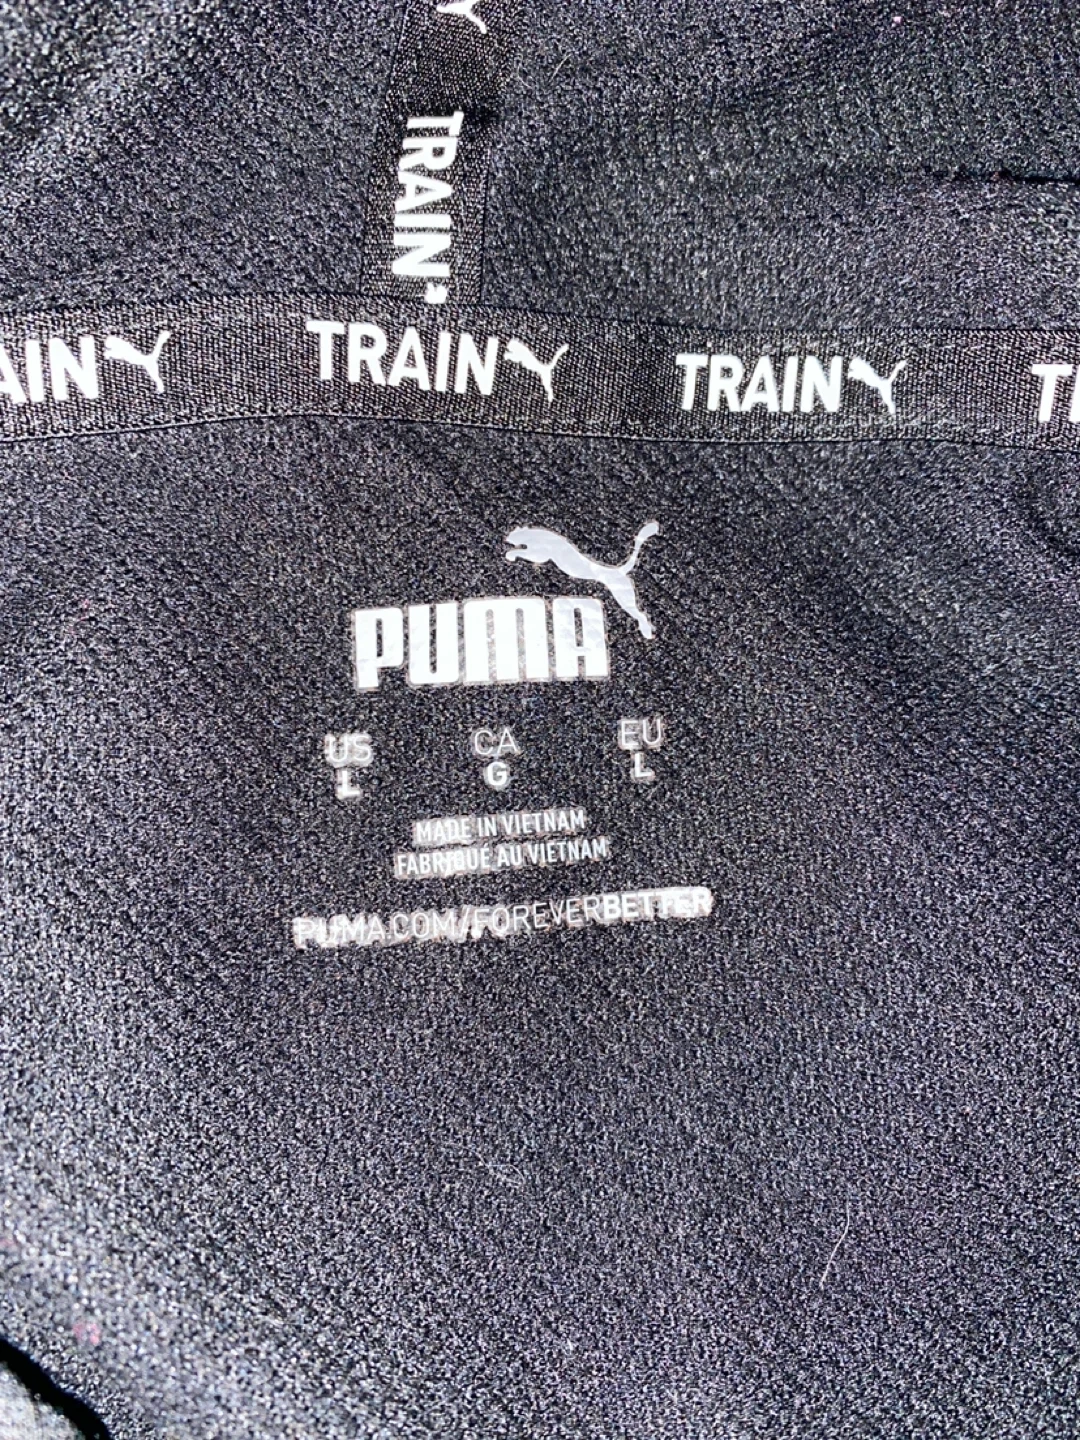 TRAIN
AIN TRAIN TRAIN T
PUMA
US CA EU
L G L
MADE IN VIETNAM
FABRIQUÉ AU VIETNAM
PUMA.COM/FOREVERBETTER